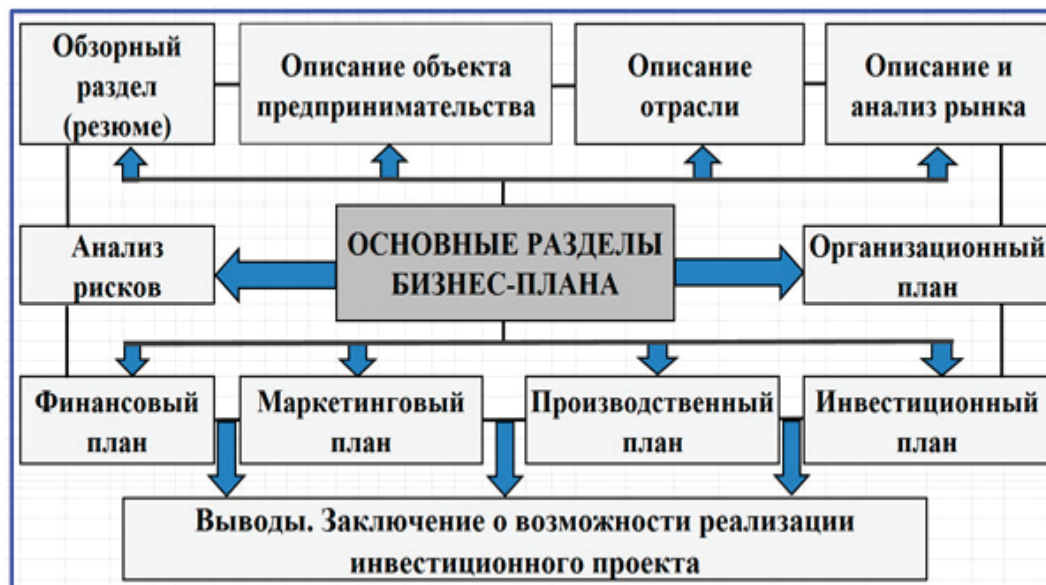 Обзорный
раздел
(резюме)
Описание объекта
предпринимательства
Описание
отрасли
Описание и
анализ рынка
Анализ
рисков
ОСНОВНЫЕ РАЗДЕЛЫ
БИЗНЕС-ПЛАНА
Организационный
план
Финансовый
план
Маркетинговый
план
Производственный
план
Инвестиционный
план
Выводы. Заключение о возможности реализации
инвестиционного проекта